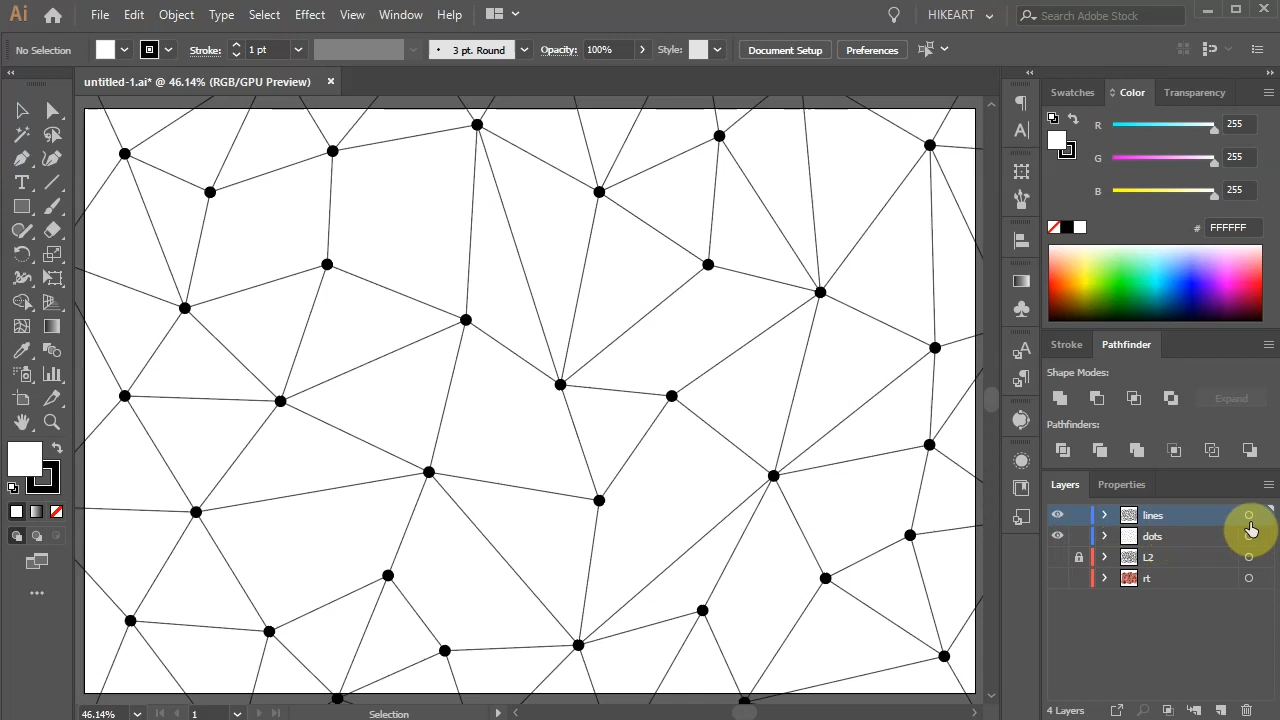 Ai File Edit Object Type Select Effect View Window Help HIKEART Search Adobe Stock
No Selection Stroke: 1 pt 3 pt. Round Opacity: 100% Style: Document Setup Preferences
untitled-1.ai* @ 46.14% (RGB/GPU Preview)
Swatches Color Transparency
R 255
G 255
B 255
# FFFFFF
Stroke Pathfinder
Shape Modes:
Expand
Pathfinders:
Layers Properties
lines
dots
L2
rt
46.14% 1 Selection 4 Layers